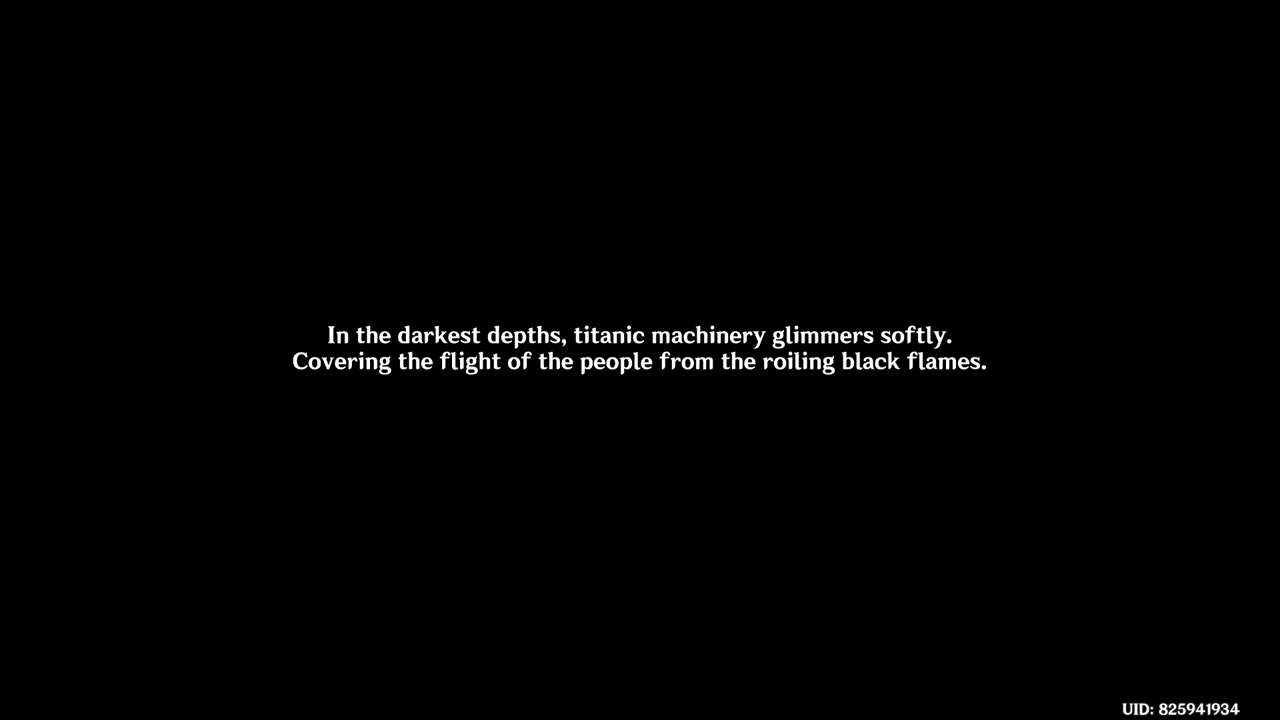 In the darkest depths, titanic machinery glimmers softly.
Covering the flight of the people from the roiling black flames.
UID: 825941934